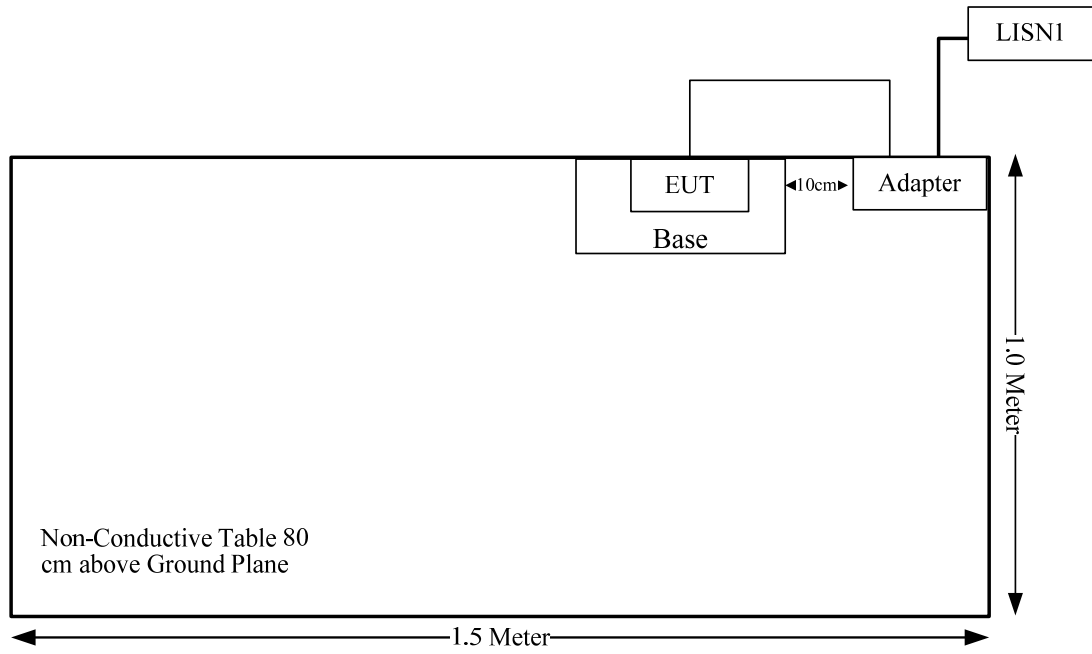 LISN1
EUT
10cm
Adapter
Base
1.0 Meter
Non-Conductive Table 80
cm above Ground Plane
1.5 Meter